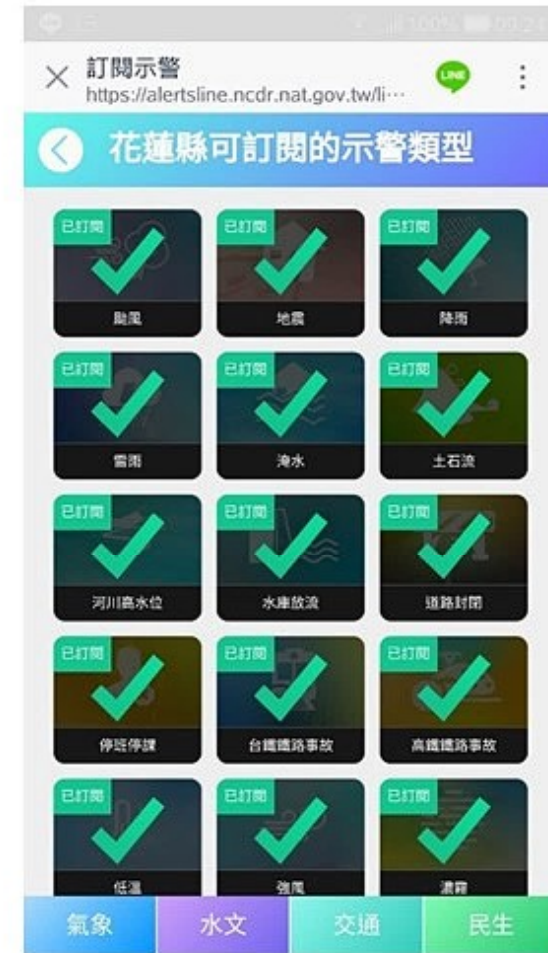 100% 09:24
訂閱示警
https://alertsline.ncdr.nat.gov.tw/li…
LINE
花蓮縣可訂閱的示警類型
已訂閱 已訂閱 已訂閱
颱風 地震 降雨
已訂閱 已訂閱 已訂閱
雷雨 淹水 土石流
已訂閱 已訂閱 已訂閱
河川高水位 水庫放流 道路封閉
已訂閱 已訂閱 已訂閱
停班停課 台鐵鐵路事故 高鐵鐵路事故
已訂閱 已訂閱 已訂閱
低溫 強風 濃霧
氣象 水文 交通 民生